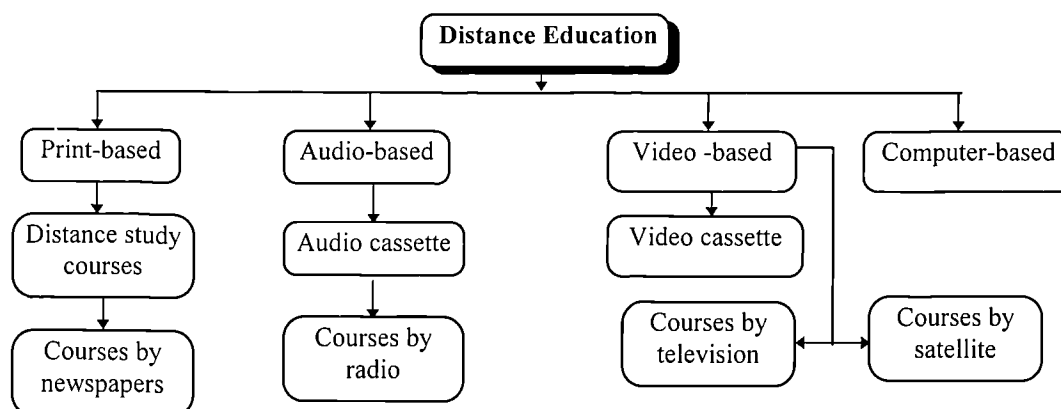 Distance Education
Print-based
Audio-based
Video -based
Computer-based
Distance study
courses
Audio cassette
Video cassette
Courses by
newspapers
Courses by
radio
Courses by
television
Courses by
satellite